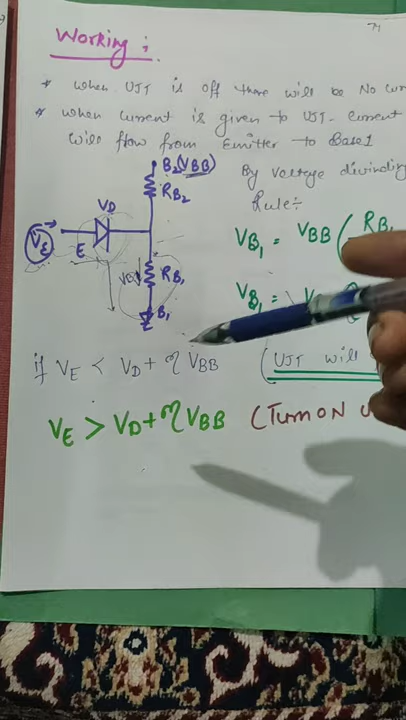 Working :
* when UJT is off there will be No
* when current is given to UJT. current
will flow from Emitter to Base1
B2 (VBB)
RB2
By voltage dividing
Rule:-
VD
VE
E
VB1 = VBB ( RB1
RB1
VB1 =
B1
if VE < VD + η VBB ( UJT will
VE > VD + η VBB (Turn ON